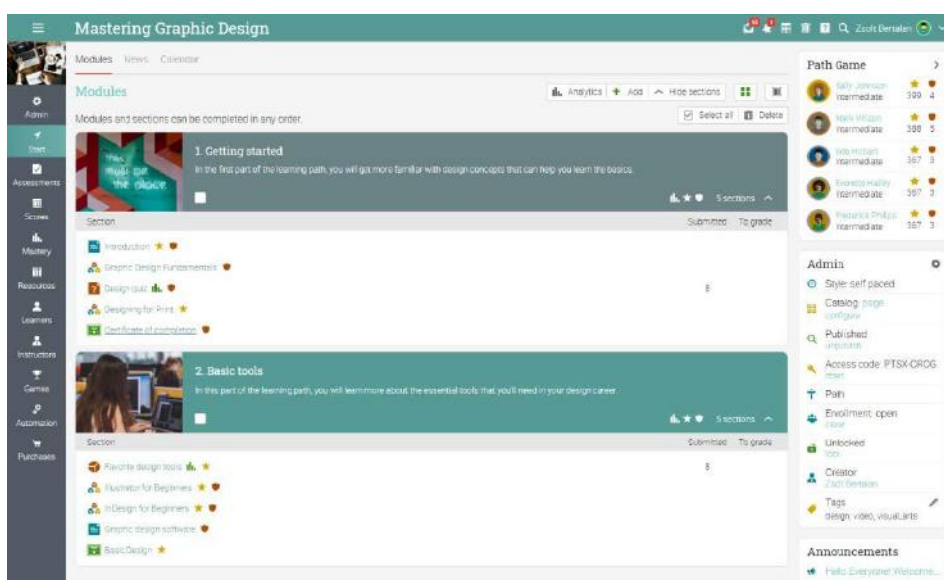 Mastering Graphic Design
Zsolt Bertalan
Modules News Calendar
Modules
Analytics Add Hide sections
Modules and sections can be completed in any order.
Select all Delete
Admin
Start
Assessments
Scores
Mastery
Resources
Learners
Instructors
Games
Automation
Purchases
this must be the place
1. Getting started
In the first part of the learning path, you will get more familiar with design concepts that can help you learn the basics.
5 sections
Section Submitted To grade
Introduction
Graphic Design Fundamentals
Design quiz 8
Designing for Print
Certificate of completion
2. Basic tools
In this part of the learning path, you will learn more about the essential tools that you'll need in your design career.
5 sections
Section Submitted To grade
Favorite design tools 8
Illustrator for Beginners
InDesign for Beginners
Graphic design software
Basic Design
Path Game
Sally Johnson
Intermediate 399 4
Mark Wilson
Intermediate 388 5
Intermediate 367 3
Intermediate 367 3
Frederick Philips
Intermediate 367 3
Admin
Style: self paced
Catalog: page
configure
Published
unpublish
Access code: PTSX-OROG
reset
Path
Enrollment: open
close
Unlocked
lock
Creator
Zsolt Bertalan
Tags
design, video, visual_arts
Announcements
Hello Everyone! Welcome...